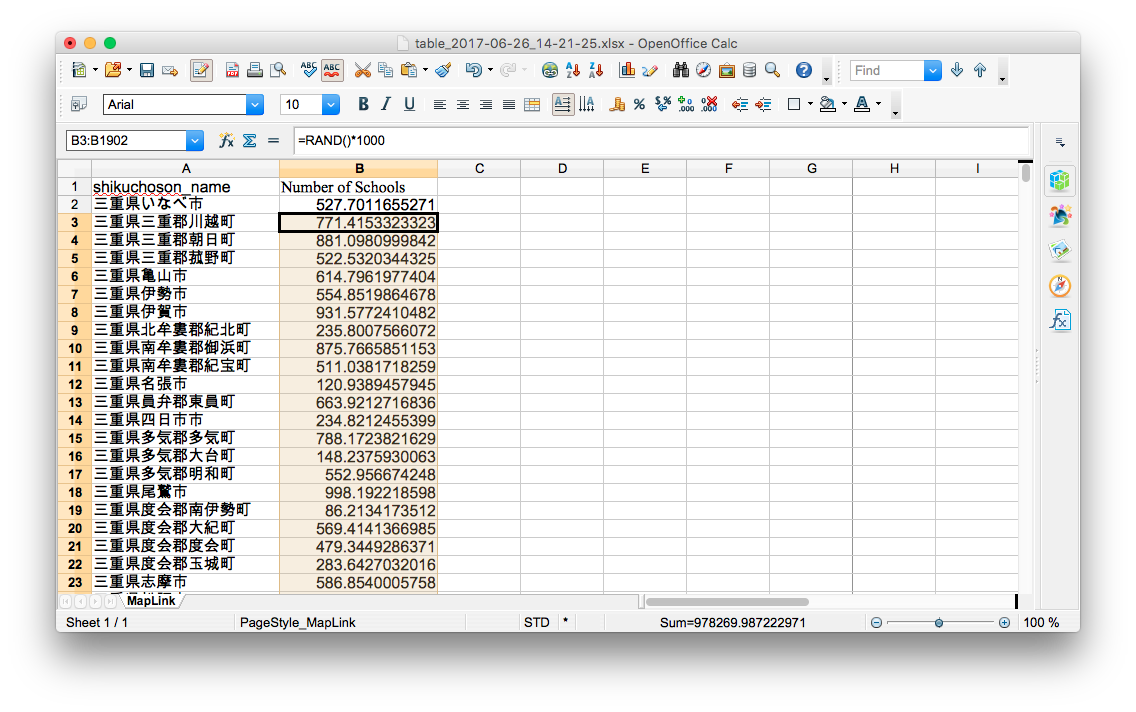 table_2017-06-26_14-21-25.xlsx - OpenOffice Calc
Find
Arial 10 B I U
B3:B1902 =RAND()*1000
A B C D E F G H I
1 shikuchoson_name Number of Schools
2 三重県いなべ市 527.7011655271
3 三重県三重郡川越町 771.4153323323
4 三重県三重郡朝日町 881.0980999842
5 三重県三重郡菰野町 522.5320344325
6 三重県亀山市 614.7961977404
7 三重県伊勢市 554.8519864678
8 三重県伊賀市 931.5772410482
9 三重県北牟婁郡紀北町 235.8007566072
10 三重県南牟婁郡御浜町 875.7665851153
11 三重県南牟婁郡紀宝町 511.0381718259
12 三重県名張市 120.9389457945
13 三重県員弁郡東員町 663.9212716836
14 三重県四日市市 234.8212455399
15 三重県多気郡多気町 788.1723821629
16 三重県多気郡大台町 148.2375930063
17 三重県多気郡明和町 552.956674248
18 三重県尾鷲市 998.192218598
19 三重県度会郡南伊勢町 86.2134173512
20 三重県度会郡大紀町 569.4141366985
21 三重県度会郡度会町 479.3449286371
22 三重県度会郡玉城町 283.6427032016
23 三重県志摩市 586.8540005758
MapLink
Sheet 1 / 1 PageStyle_MapLink STD * Sum=978269.987222971 100 %